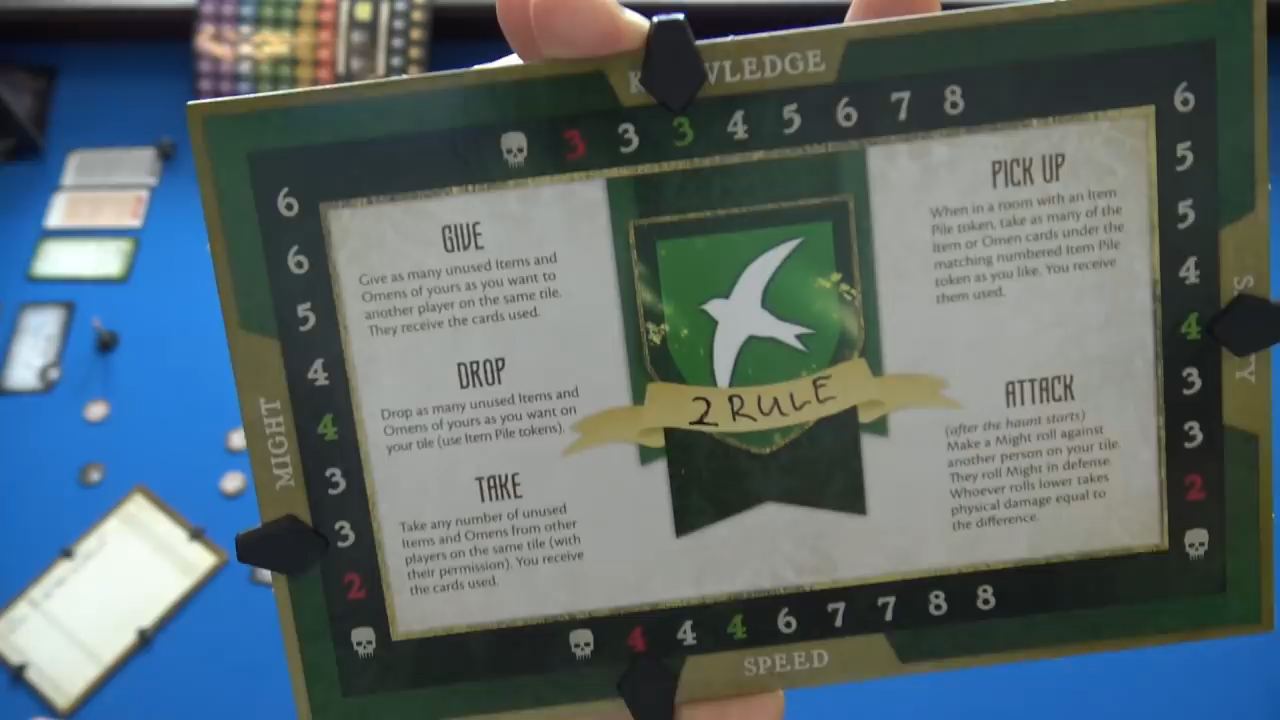 KNOWLEDGE
3 3 3 4 5 6 7 8
6
5
5
4
4
3
3
2
SANITY
6
6
5
4
4
3
3
2
MIGHT
GIVE
Give as many unused Items and
Omens of yours as you want to
another player on the same tile.
They receive the cards used.
DROP
Drop as many unused Items and
Omens of yours as you want on
your tile (use Item Pile tokens).
TAKE
Take any number of unused
Items and Omens from other
players on the same tile (with
their permission). You receive
the cards used.
2 RULE
PICK UP
When in a room with an Item
Pile token, take as many of the
Item or Omen cards under the
matching numbered Item Pile
token as you like. You receive
them used.
ATTACK
(after the haunt starts)
Make a Might roll against
another person on your tile.
They roll Might in defense.
Whoever rolls lower takes
physical damage equal to
the difference.
4 4 4 6 7 7 8 8
SPEED